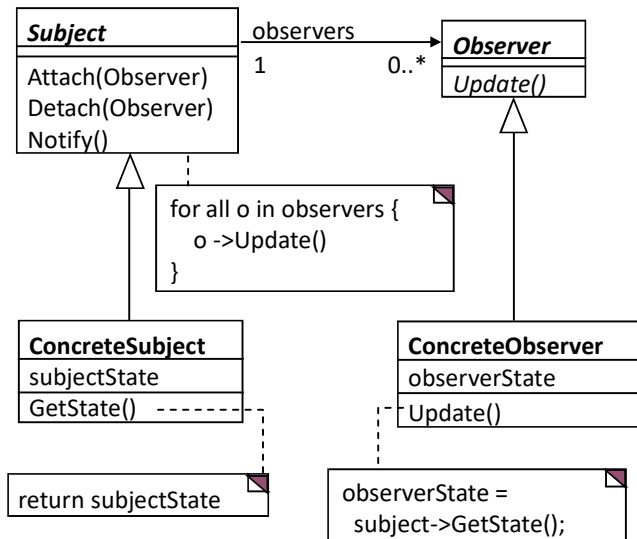 Subject
observers
Observer
1
0..*
Update()
Attach(Observer)
Detach(Observer)
Notify()
for all o in observers {
o ->Update()
}
ConcreteSubject
subjectState
GetState()
ConcreteObserver
observerState
Update()
return subjectState
observerState =
subject->GetState();